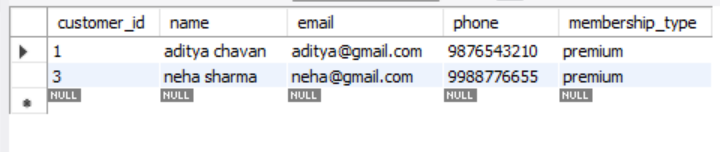 customer_id name email phone membership_type
1 aditya chavan aditya@gmail.com 9876543210 premium
3 neha sharma neha@gmail.com 9988776655 premium
NULL NULL NULL NULL NULL